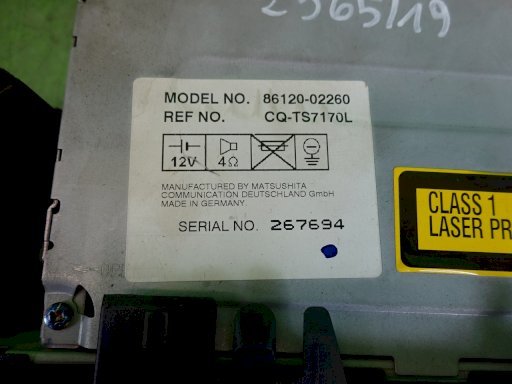 2565/19
MODEL NO. 86120-02260
REF NO. CQ-TS7170L
12V 4Ω
MANUFACTURED BY MATSUSHITA
COMMUNICATION DEUTSCHLAND GmbH
MADE IN GERMANY
SERIAL NO. 267694
CLASS 1
LASER PR